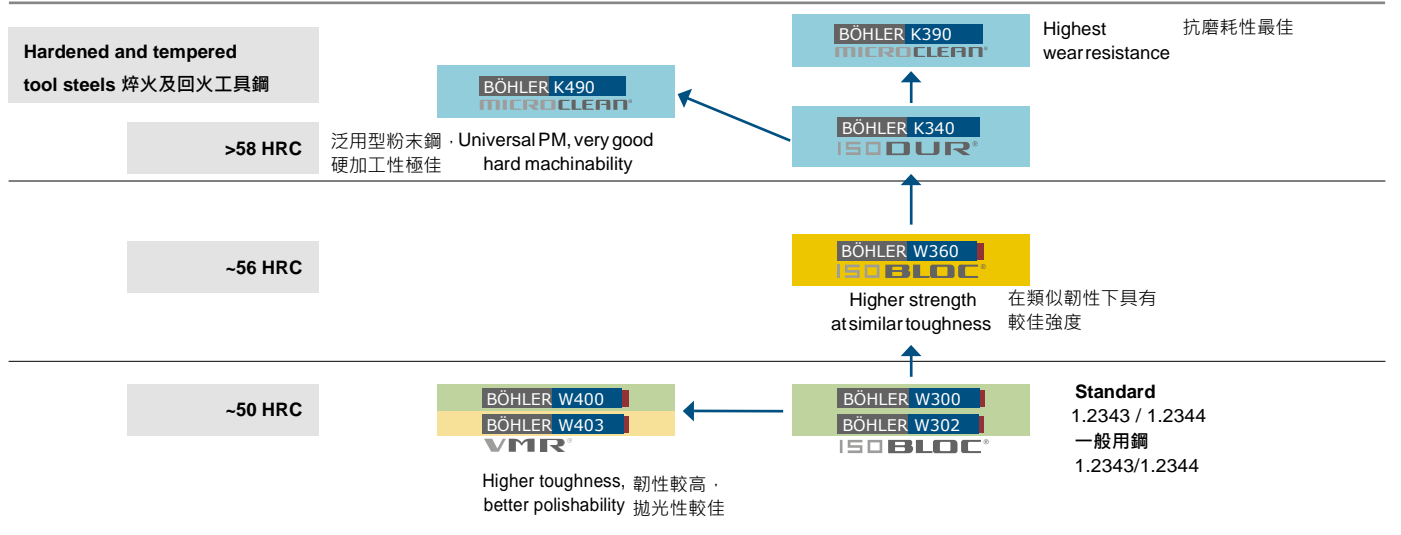 Hardened and tempered
tool steels 焠火及回火工具鋼
BÖHLER K390
MICROCLEAN®
Highest
wear resistance
抗磨耗性最佳
BÖHLER K490
MICROCLEAN®
BÖHLER K340
ISODUR®
>58 HRC
泛用型粉末鋼，
硬加工性極佳
Universal PM, very good
hard machinability
~56 HRC
BÖHLER W360
ISOBLOC®
Higher strength
at similar toughness
在類似韌性下具有
較佳強度
~50 HRC
BÖHLER W400
BÖHLER W403
VMR®
BÖHLER W300
BÖHLER W302
ISOBLOC®
Standard
1.2343 / 1.2344
一般用鋼
1.2343/1.2344
Higher toughness,
better polishability
韌性較高，
拋光性較佳